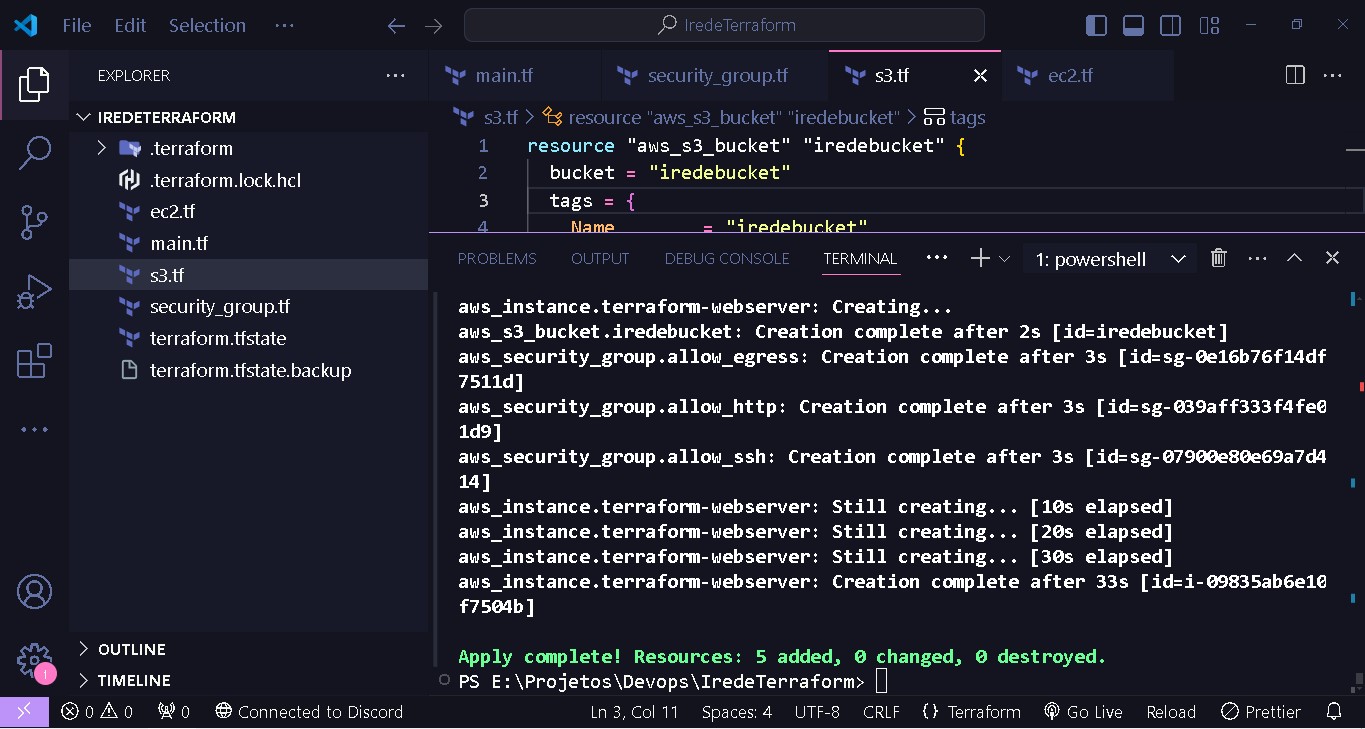 File Edit Selection ··· IredeTerraform
EXPLORER ···
IREDETERRAFORM
.terraform
.terraform.lock.hcl
ec2.tf
main.tf
s3.tf
security_group.tf
terraform.tfstate
terraform.tfstate.backup
OUTLINE
TIMELINE
main.tf security_group.tf s3.tf ec2.tf
s3.tf > resource "aws_s3_bucket" "iredebucket" > tags
1 resource "aws_s3_bucket" "iredebucket" {
2 bucket = "iredebucket"
3 tags = {
4 Name = "iredebucket"
PROBLEMS OUTPUT DEBUG CONSOLE TERMINAL ··· 1: powershell
aws_instance.terraform-webserver: Creating...
aws_s3_bucket.iredebucket: Creation complete after 2s [id=iredebucket]
aws_security_group.allow_egress: Creation complete after 3s [id=sg-0e16b76f14df
7511d]
aws_security_group.allow_http: Creation complete after 3s [id=sg-039aff333f4fe0
1d9]
aws_security_group.allow_ssh: Creation complete after 3s [id=sg-07900e80e69a7d4
14]
aws_instance.terraform-webserver: Still creating... [10s elapsed]
aws_instance.terraform-webserver: Still creating... [20s elapsed]
aws_instance.terraform-webserver: Still creating... [30s elapsed]
aws_instance.terraform-webserver: Creation complete after 33s [id=i-09835ab6e10
f7504b]
Apply complete! Resources: 5 added, 0 changed, 0 destroyed.
PS E:\Projetos\Devops\IredeTerraform>
1
0 0 0 Connected to Discord Ln 3, Col 11 Spaces: 4 UTF-8 CRLF {} Terraform Go Live Reload Prettier